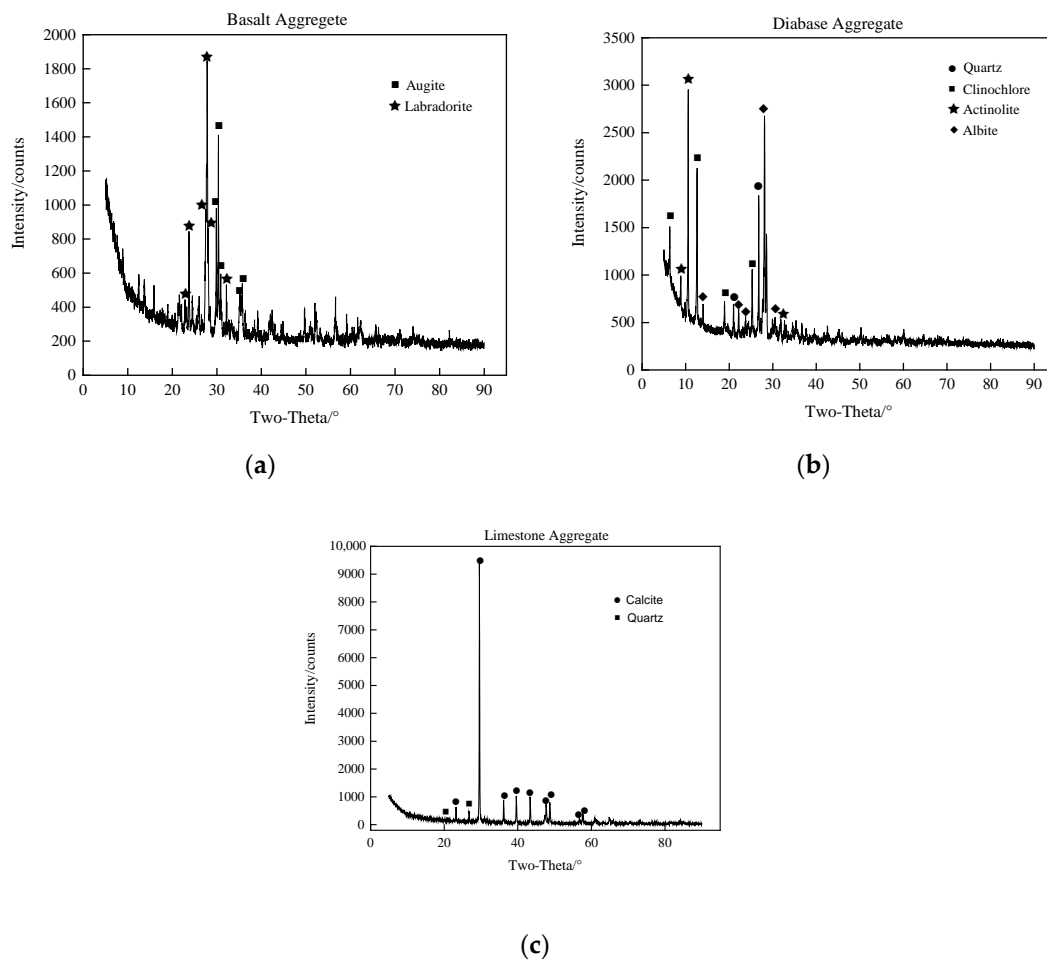 Basalt Aggregete
2000
1800
1600
1400
1200
1000
800
600
400
200
0
Intensity/counts
Augite
Labradorite
0 10 20 30 40 50 60 70 80 90
Two-Theta/°
(a)
Diabase Aggregate
3500
3000
2500
2000
1500
1000
500
0
Intensity/counts
Quartz
Clinochlore
Actinolite
Albite
0 10 20 30 40 50 60 70 80 90
Two-Theta/°
(b)
Limestone Aggregate
10,000
9000
8000
7000
6000
5000
4000
3000
2000
1000
0
Intensity/counts
Calcite
Quartz
0 20 40 60 80
Two-Theta/°
(c)